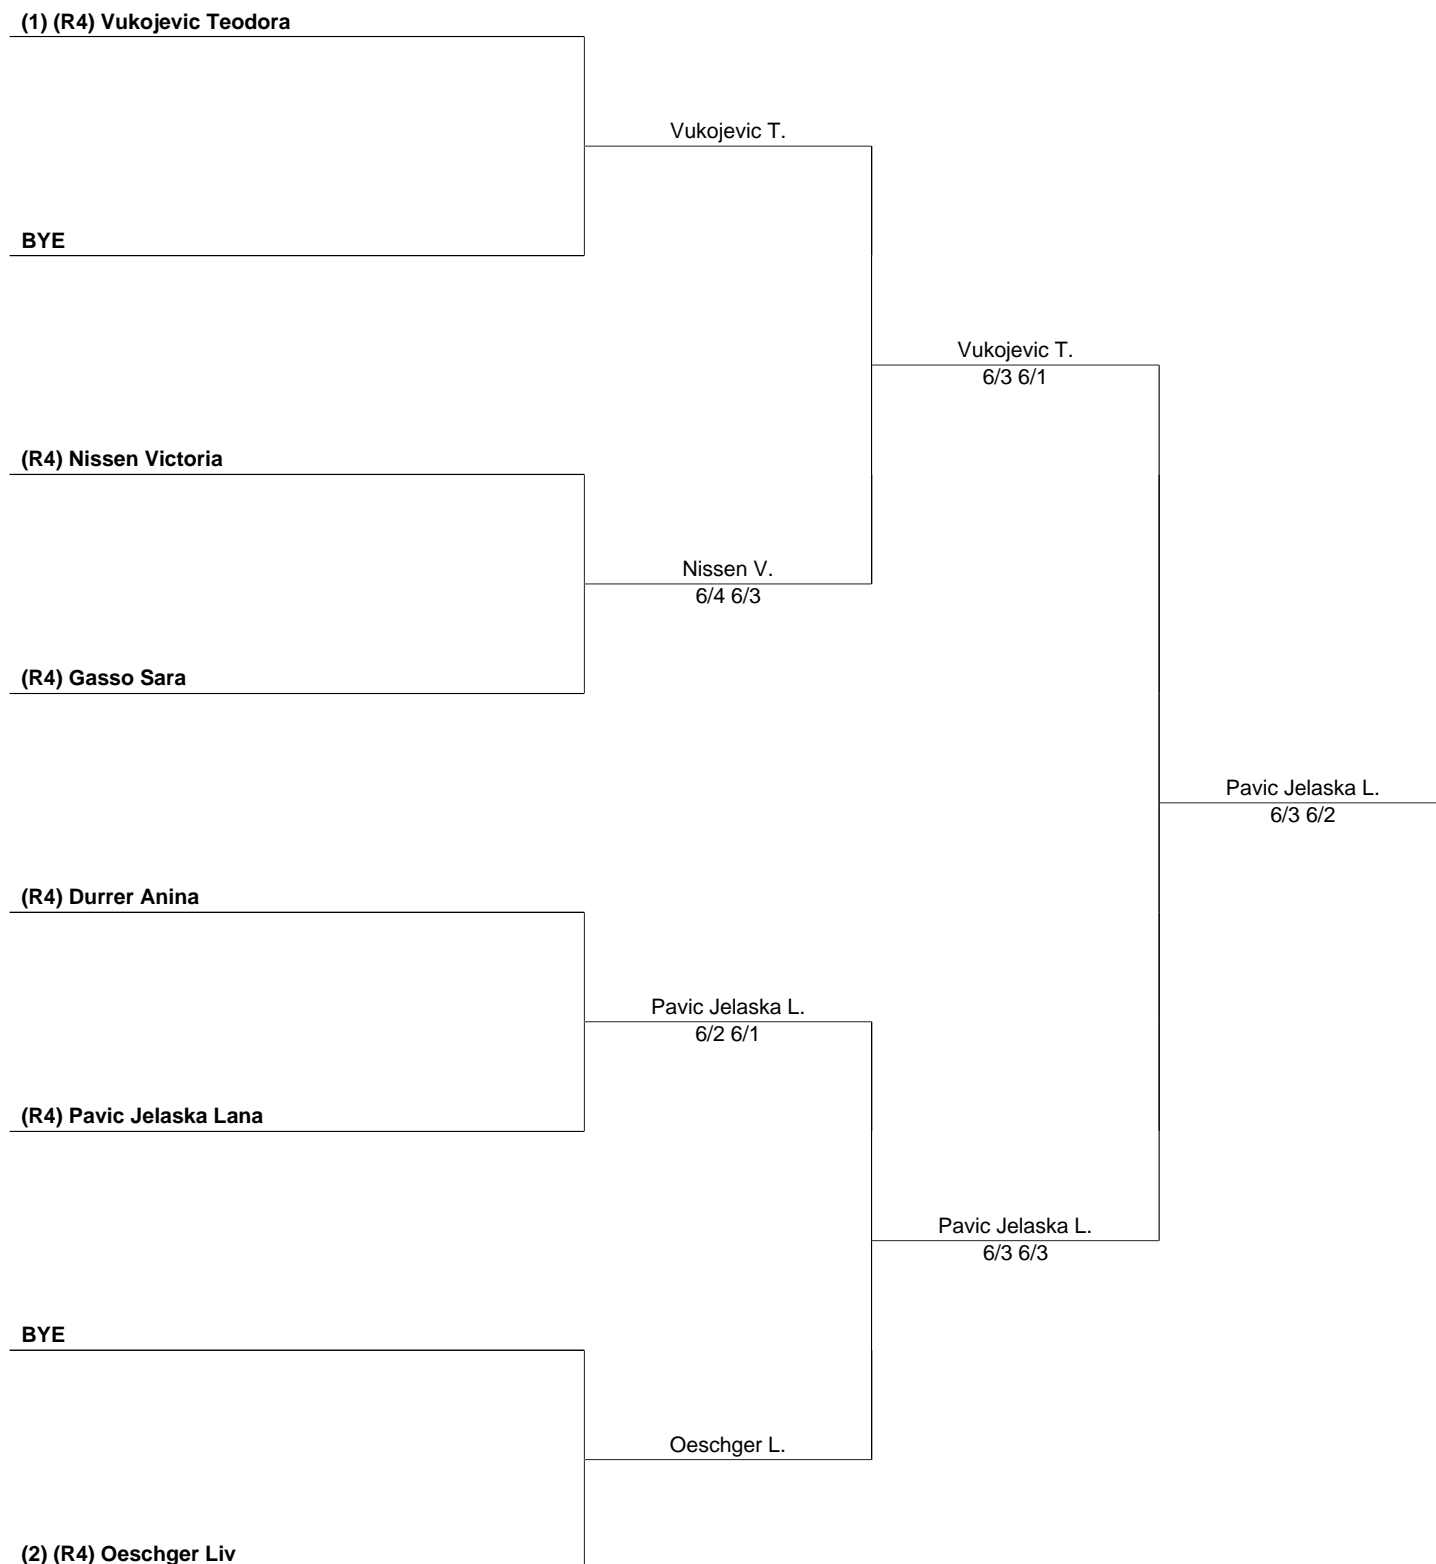 (1) (R4) Vukojevic Teodora
Vukojevic T.
BYE
Vukojevic T.
6/3 6/1
(R4) Nissen Victoria
Nissen V.
6/4 6/3
(R4) Gasso Sara
Pavic Jelaska L.
6/3 6/2
(R4) Durrer Anina
Pavic Jelaska L.
6/2 6/1
(R4) Pavic Jelaska Lana
Pavic Jelaska L.
6/3 6/3
BYE
Oeschger L.
(2) (R4) Oeschger Liv